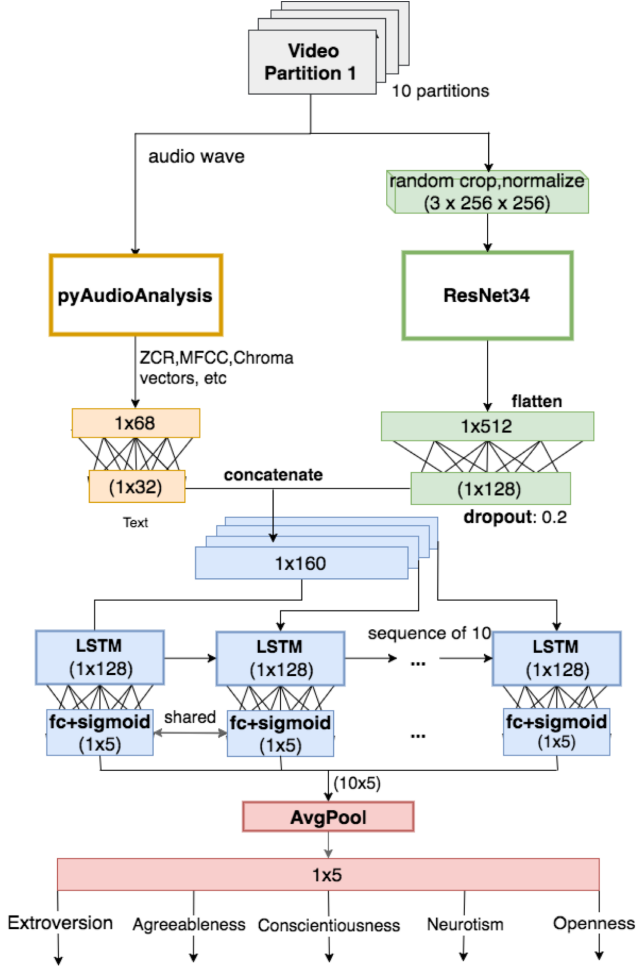 Video
Partition 1
10 partitions
audio wave
random crop,normalize
(3 x 256 x 256)
pyAudioAnalysis
ResNet34
ZCR,MFCC,Chroma
vectors, etc
flatten
1x68
1x512
concatenate
(1x32)
(1x128)
Text
dropout: 0.2
1x160
sequence of 10
LSTM
(1x128)
LSTM
(1x128)
...
LSTM
(1x128)
fc+sigmoid
(1x5)
shared
fc+sigmoid
(1x5)
...
fc+sigmoid
(1x5)
(10x5)
AvgPool
1x5
Extroversion
Agreeableness
Conscientiousness
Neurotism
Openness